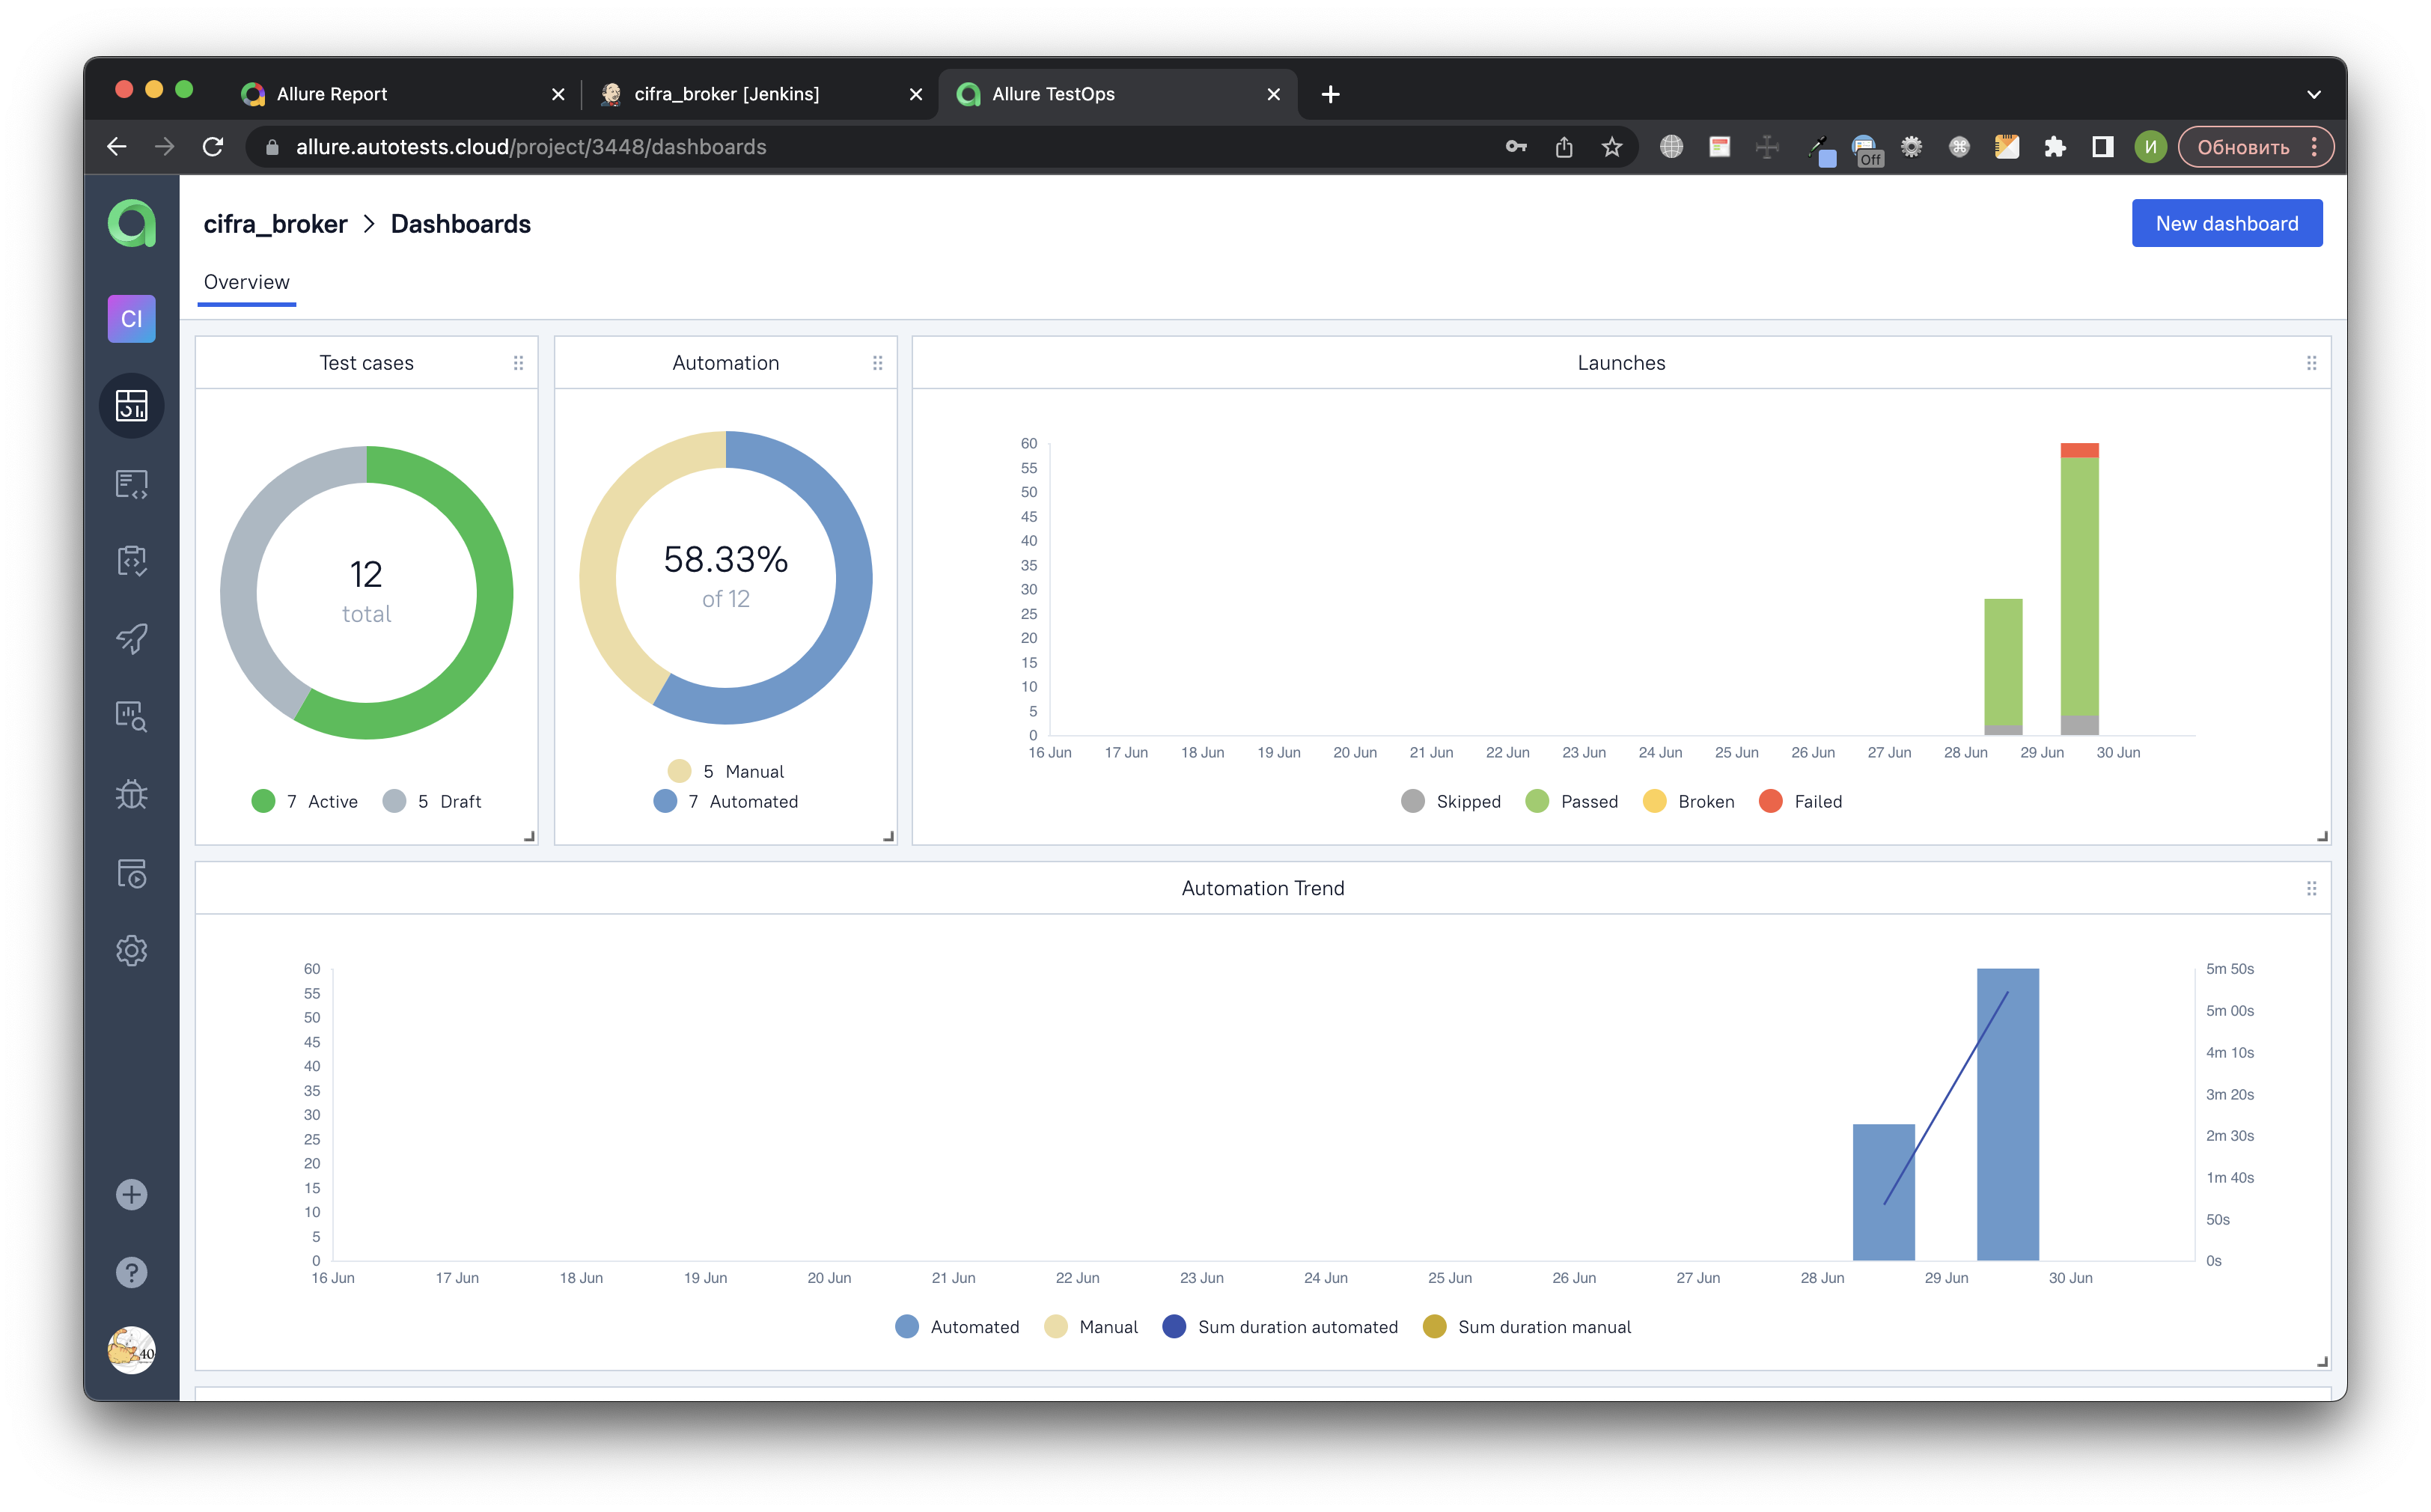 Allure Report
cifra_broker [Jenkins]
Allure TestOps
allure.autotests.cloud/project/3448/dashboards
Off
И
Обновить
CI
cifra_broker > Dashboards
New dashboard
Overview
Test cases
12
total
7 Active
5 Draft
Automation
58.33%
of 12
5 Manual
7 Automated
Launches
60
55
50
45
40
35
30
25
20
15
10
5
0
16 Jun 17 Jun 18 Jun 19 Jun 20 Jun 21 Jun 22 Jun 23 Jun 24 Jun 25 Jun 26 Jun 27 Jun 28 Jun 29 Jun 30 Jun
Skipped Passed Broken Failed
Automation Trend
60
55
50
45
40
35
30
25
20
15
10
5
0
5m 50s
5m 00s
4m 10s
3m 20s
2m 30s
1m 40s
50s
0s
16 Jun 17 Jun 18 Jun 19 Jun 20 Jun 21 Jun 22 Jun 23 Jun 24 Jun 25 Jun 26 Jun 27 Jun 28 Jun 29 Jun 30 Jun
Automated Manual Sum duration automated Sum duration manual
40